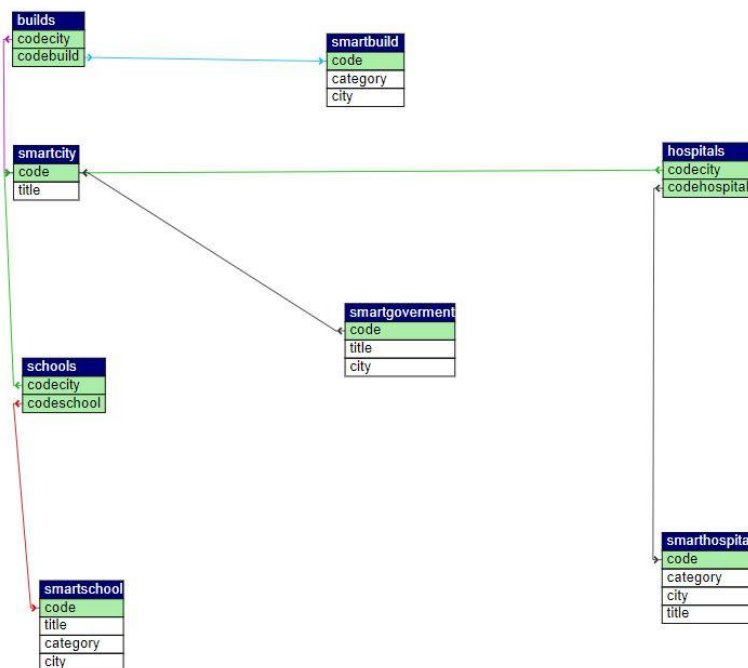 builds
codecity
codebuild
smartbuild
code
category
city
smartcity
code
title
hospitals
codecity
codehospital
smartgoverment
code
title
city
schools
codecity
codeschool
smarthospita
code
category
city
title
smartschool
code
title
category
city